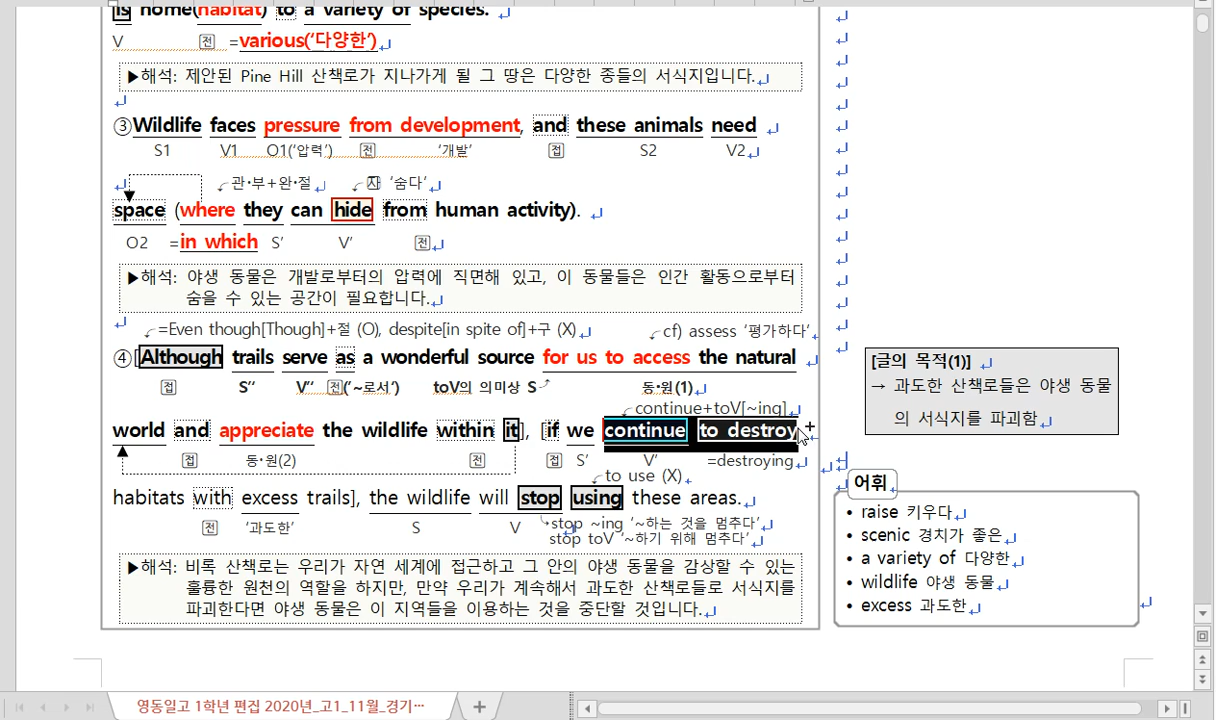 is home(habitat) to a variety of species.
V 전 =various('다양한')
▶해석: 제안된 Pine Hill 산책로가 지나가게 될 그 땅은 다양한 종들의 서식지입니다.
③Wildlife faces pressure from development, and these animals need
S1 V1 O1('압력') 전 '개발' 접 S2 V2
관·부+완·절 자 '숨다'
space (where they can hide from human activity).
O2 =in which S' V' 전
▶해석: 야생 동물은 개발로부터의 압력에 직면해 있고, 이 동물들은 인간 활동으로부터
숨을 수 있는 공간이 필요합니다.
=Even though[Though]+절 (O), despite[in spite of]+구 (X) cf) assess '평가하다'
④[Although trails serve as a wonderful source for us to access the natural
접 S" V" 전('~로서') toV의 의미상 S 동·원(1)
continue+toV[~ing]
world and appreciate the wildlife within it], [if we continue to destroy
접 동·원(2) 전 접 S' V' =destroying
to use (X)
habitats with excess trails], the wildlife will stop using these areas.
전 '과도한' S V stop ~ing '~하는 것을 멈추다'
stop toV '~하기 위해 멈추다'
▶해석: 비록 산책로는 우리가 자연 세계에 접근하고 그 안의 야생 동물을 감상할 수 있는
훌륭한 원천의 역할을 하지만, 만약 우리가 계속해서 과도한 산책로들로 서식지를
파괴한다면 야생 동물은 이 지역들을 이용하는 것을 중단할 것입니다.
[글의 목적(1)]
→ 과도한 산책로들은 야생 동물
의 서식지를 파괴함
어휘
• raise 키우다
• scenic 경치가 좋은
• a variety of 다양한
• wildlife 야생 동물
• excess 과도한
영동일고 1학년 편집 2020년_고1_11월_경기…